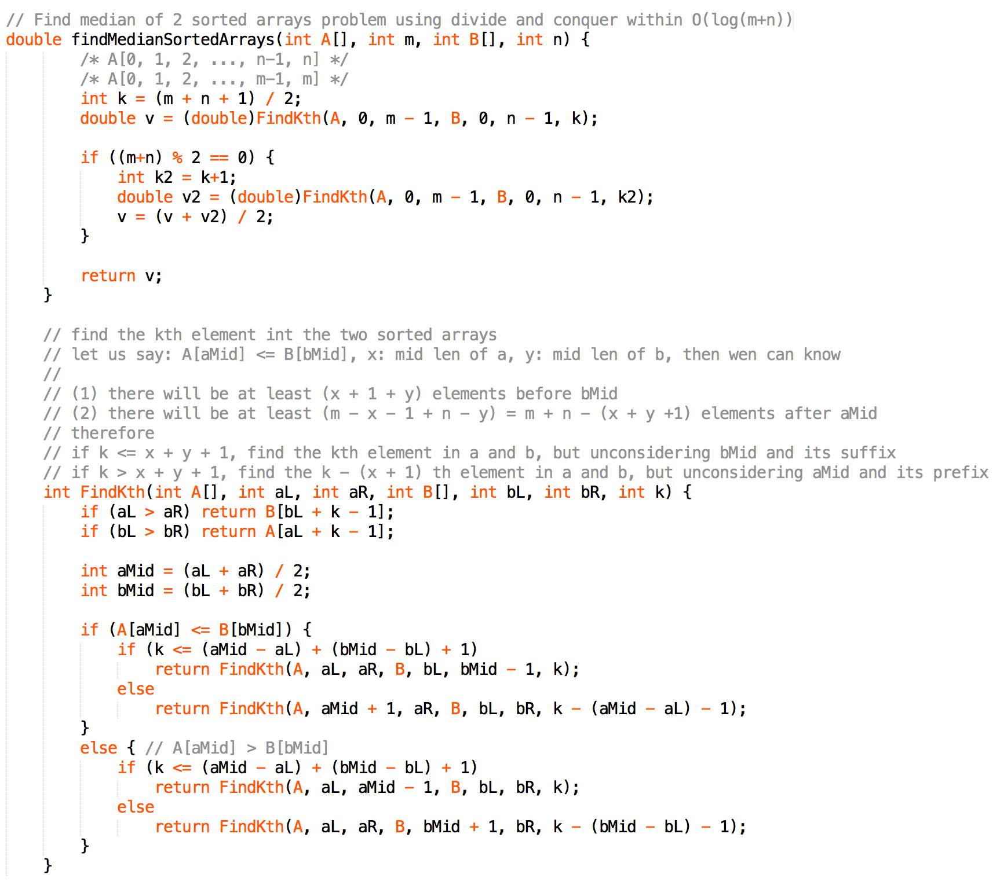 // Find median of 2 sorted arrays problem using divide and conquer within O(log(m+n))
double findMedianSortedArrays(int A[], int m, int B[], int n) {
/* A[0, 1, 2, ..., n-1, n] */
/* A[0, 1, 2, ..., m-1, m] */
int k = (m + n + 1) / 2;
double v = (double)FindKth(A, 0, m - 1, B, 0, n - 1, k);
if ((m+n) % 2 == 0) {
int k2 = k+1;
double v2 = (double)FindKth(A, 0, m - 1, B, 0, n - 1, k2);
v = (v + v2) / 2;
}
return v;
}
// find the kth element int the two sorted arrays
// let us say: A[aMid] <= B[bMid], x: mid len of a, y: mid len of b, then wen can know
//
// (1) there will be at least (x + 1 + y) elements before bMid
// (2) there will be at least (m - x - 1 + n - y) = m + n - (x + y +1) elements after aMid
// therefore
// if k <= x + y + 1, find the kth element in a and b, but unconsidering bMid and its suffix
// if k > x + y + 1, find the k - (x + 1) th element in a and b, but unconsidering aMid and its prefix
int FindKth(int A[], int aL, int aR, int B[], int bL, int bR, int k) {
if (aL > aR) return B[bL + k - 1];
if (bL > bR) return A[aL + k - 1];
int aMid = (aL + aR) / 2;
int bMid = (bL + bR) / 2;
if (A[aMid] <= B[bMid]) {
if (k <= (aMid - aL) + (bMid - bL) + 1)
return FindKth(A, aL, aR, B, bL, bMid - 1, k);
else
return FindKth(A, aMid + 1, aR, B, bL, bR, k - (aMid - aL) - 1);
}
else { // A[aMid] > B[bMid]
if (k <= (aMid - aL) + (bMid - bL) + 1)
return FindKth(A, aL, aMid - 1, B, bL, bR, k);
else
return FindKth(A, aL, aR, B, bMid + 1, bR, k - (bMid - bL) - 1);
}
}